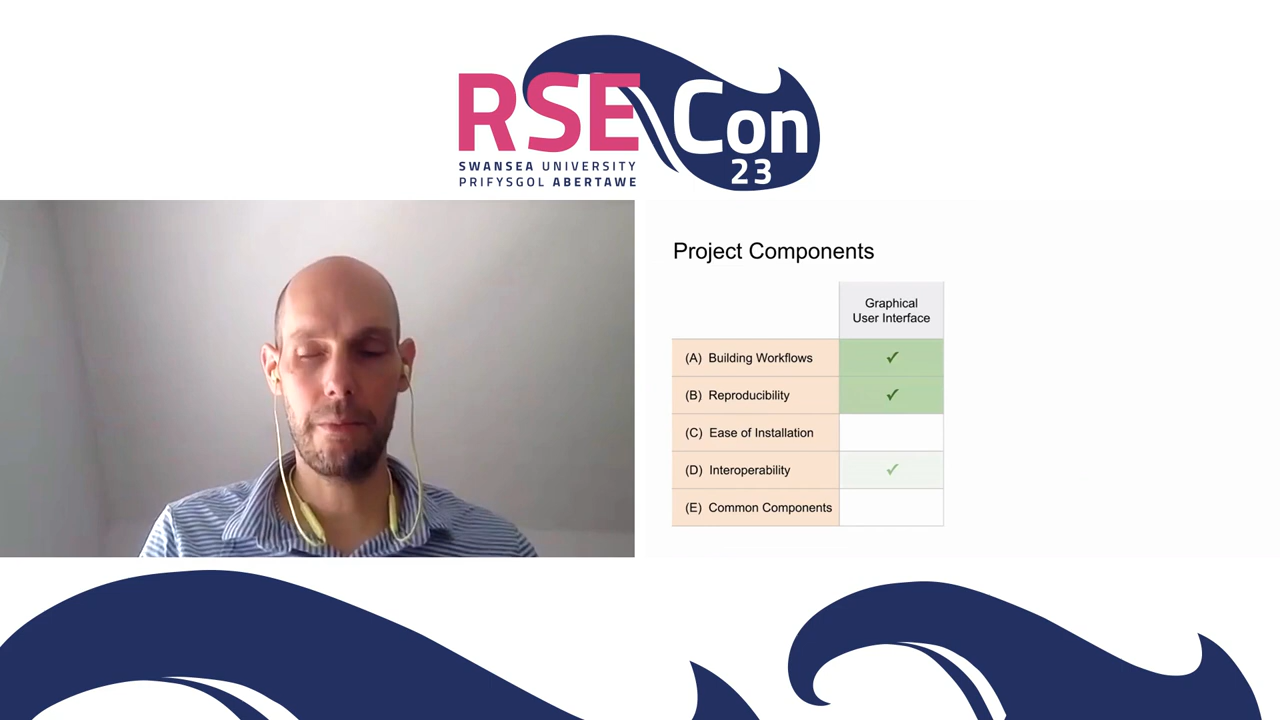 RSE Con
23
SWANSEA UNIVERSITY
PRIFYSGOL ABERTAWE
Project Components
Graphical
User Interface
(A) Building Workflows ✓
(B) Reproducibility ✓
(C) Ease of Installation
(D) Interoperability ✓
(E) Common Components